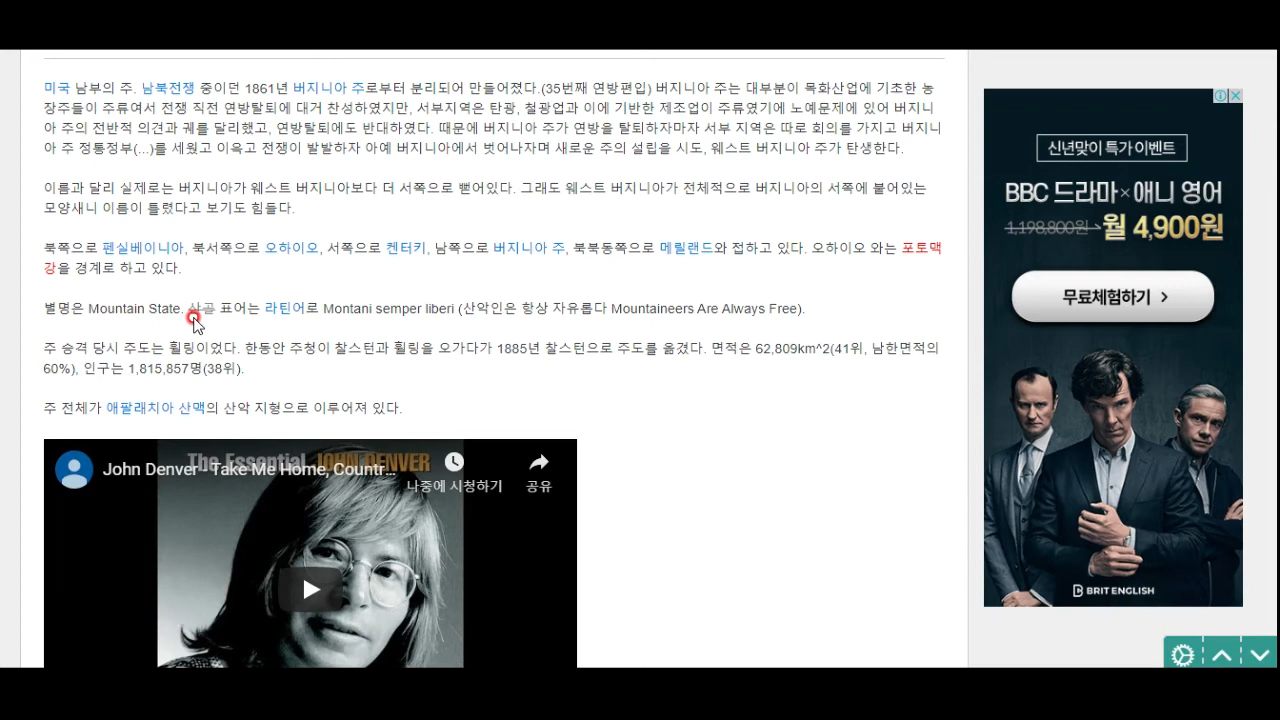 미국 남부의 주. 남북전쟁 중이던 1861년 버지니아 주로부터 분리되어 만들어졌다.(35번째 연방편입) 버지니아 주는 대부분이 목화산업에 기초한 농
장주들이 주류여서 전쟁 직전 연방탈퇴에 대거 찬성하였지만, 서부지역은 탄광, 철광업과 이에 기반한 제조업이 주류였기에 노예문제에 있어 버지니
아 주의 전반적 의견과 궤를 달리했고, 연방탈퇴에도 반대하였다. 때문에 버지니아 주가 연방을 탈퇴하자마자 서부 지역은 따로 회의를 가지고 버지니
아 주 정통정부(...)를 세웠고 이윽고 전쟁이 발발하자 아예 버지니아에서 벗어나자며 새로운 주의 설립을 시도, 웨스트 버지니아 주가 탄생한다.
이름과 달리 실제로는 버지니아가 웨스트 버지니아보다 더 서쪽으로 뻗어있다. 그래도 웨스트 버지니아가 전체적으로 버지니아의 서쪽에 붙어있는
모양새니 이름이 틀렸다고 보기도 힘들다.
북쪽으로 펜실베이니아, 북서쪽으로 오하이오, 서쪽으로 켄터키, 남쪽으로 버지니아 주, 북북동쪽으로 메릴랜드와 접하고 있다. 오하이오 와는 포토맥
강을 경계로 하고 있다.
별명은 Mountain State. 산골 표어는 라틴어로 Montani semper liberi (산악인은 항상 자유롭다 Mountaineers Are Always Free).
주 승격 당시 주도는 휠링이었다. 한동안 주청이 찰스턴과 휠링을 오가다가 1885년 찰스턴으로 주도를 옮겼다. 면적은 62,809km^2(41위, 남한면적의
60%), 인구는 1,815,857명(38위).
주 전체가 애팔래치아 산맥의 산악 지형으로 이루어져 있다.
The Essential JOHN DENVER
John Denver - Take Me Home, Countr...
나중에 시청하기
공유
신년맞이 특가 이벤트
BBC 드라마×애니 영어
1,198,800원→월 4,900원
무료체험하기 >
BRIT ENGLISH